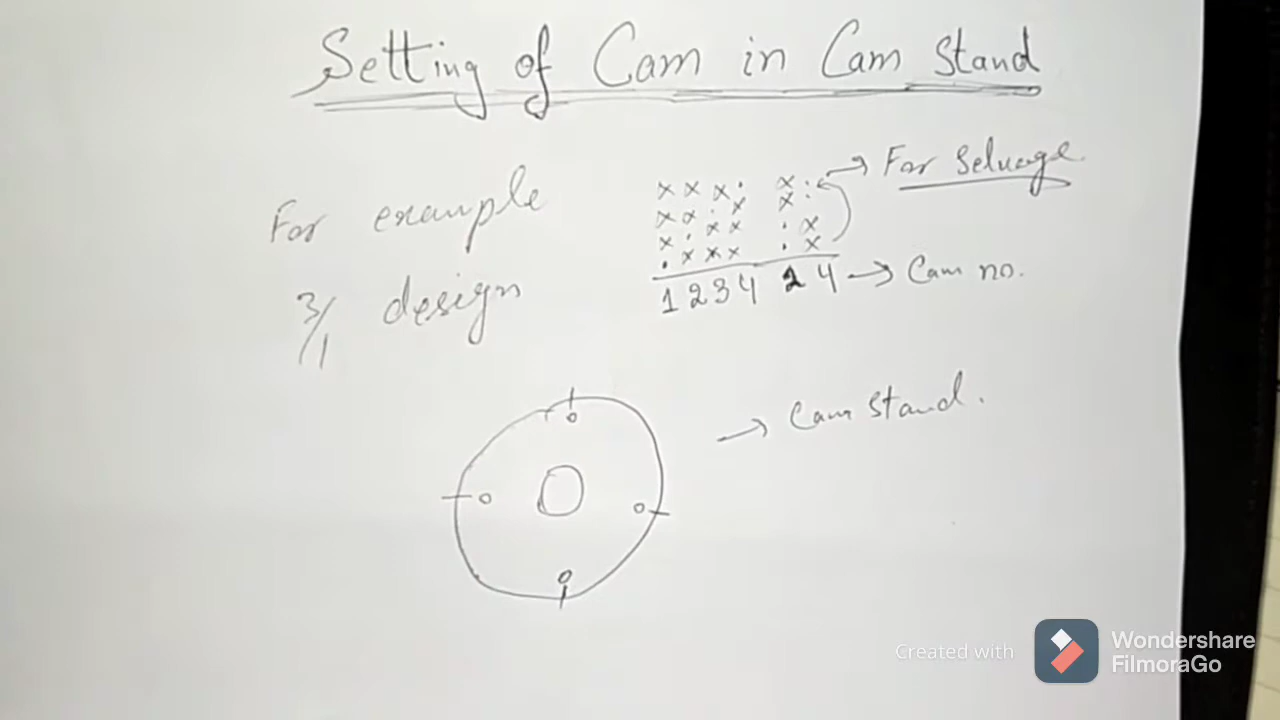 Setting of Cam in Cam Stand
For example
3/1 design
x x x . x . → For Selvage
x x . x x .
x . x x . x
. x x x . x
1 2 3 4 2 4 → Cam no.
→ Cam stand.
Created with Wondershare FilmoraGo